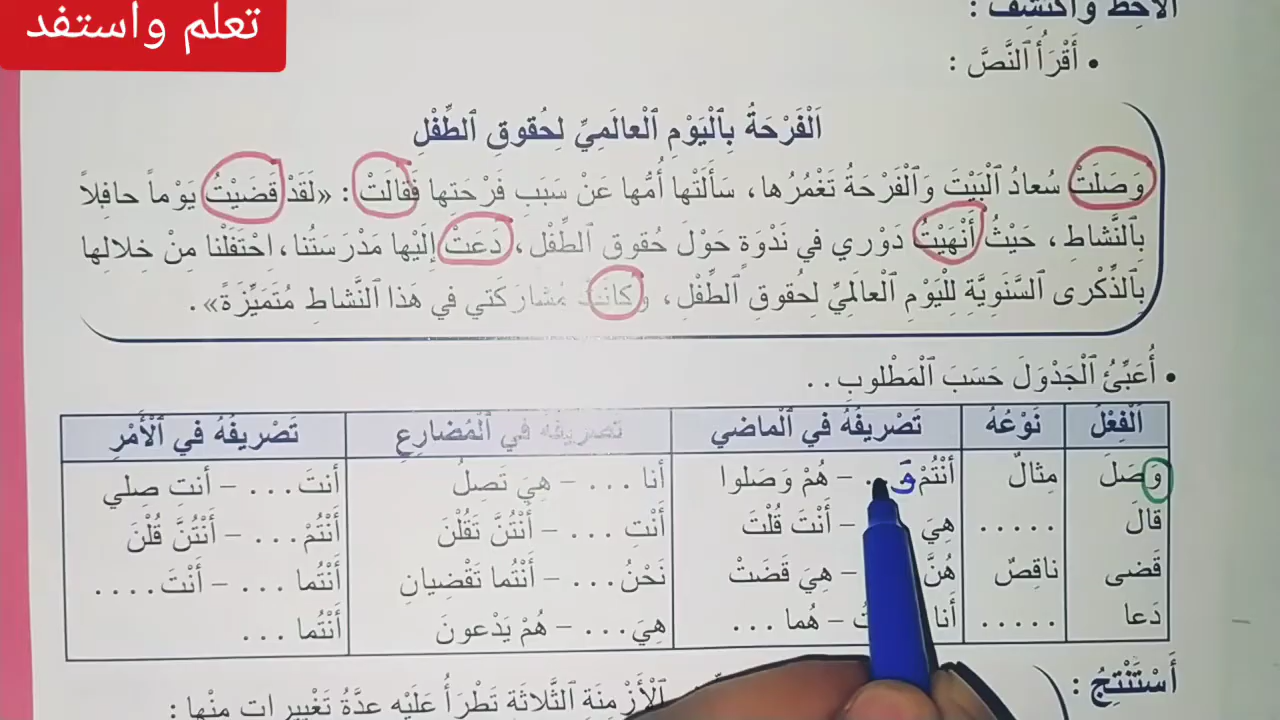 تعلم واستفد
أُلاحِظُ وَأَكْتَشِفُ :
• أَقْرَأُ ٱلنَّصَّ :
اَلْفَرْحَةُ بِٱلْيَوْمِ ٱلْعالَمِيِّ لِحُقوقِ ٱلطِّفْلِ
وَصَلَتْ سُعادُ ٱلْبَيْتَ وَٱلْفَرْحَةُ تَغْمُرُها، سَأَلَتْها أُمُّها عَنْ سَبَبِ فَرْحَتِها فَقالَتْ : «لَقَدْ قَضَيْتُ يَوْماً حافِلاً
بِٱلنَّشاطِ، حَيْثُ أَنْهَيْتُ دَوْري في نَدْوَةٍ حَوْلَ حُقوقِ ٱلطِّفْلِ، دَعَتْ إِلَيْها مَدْرَسَتُنا، اِحْتَفَلْنا مِنْ خِلالِها
بِٱلذِّكْرى ٱلسَّنَوِيَّةِ لِلْيَوْمِ ٱلْعالَمِيِّ لِحُقوقِ ٱلطِّفْلِ، وَكانَتْ مُشارَكَتي في هَذا ٱلنَّشاطِ مُتَمَيِّزَةً».
• أُعَبِّئُ ٱلْجَدْوَلَ حَسَبَ ٱلْمَطْلوبِ..
اَلْفِعْلُ نَوْعُهُ تَصْريفُهُ في ٱلْماضي تَصْريفُهُ في ٱلْمُضارِعِ تَصْريفُهُ في ٱلْأَمْرِ
وَصَلَ مِثالٌ أَنْتُمْ وَ.. – هُمْ وَصَلوا أَنا ... – هِيَ تَصِلُ أَنتَ... – أَنتِ صِلي
قالَ ..... هِيَ – أَنْتَ قُلْتَ أَنْتِ ... – أَنْتُنَّ تَقُلْنَ أَنْتُمْ... – أَنْتُنَّ قُلْنَ
قَضى ناقِصٌ هُنَّ – هِيَ قَضَتْ نَحْنُ... – أَنْتُما تَقْضِيانِ أَنْتُما ... – أَنْتَ....
دَعا ..... أَنا – هُما ... هِيَ... – هُمْ يَدْعونَ أَنْتُما ...
أَسْتَنْتِجُ :
ٱلْأَزْمِنَةِ ٱلثَّلاثَةِ تَطْرَأُ عَلَيْهِ عِدَّةُ تَغْييراتٍ مِنْها :